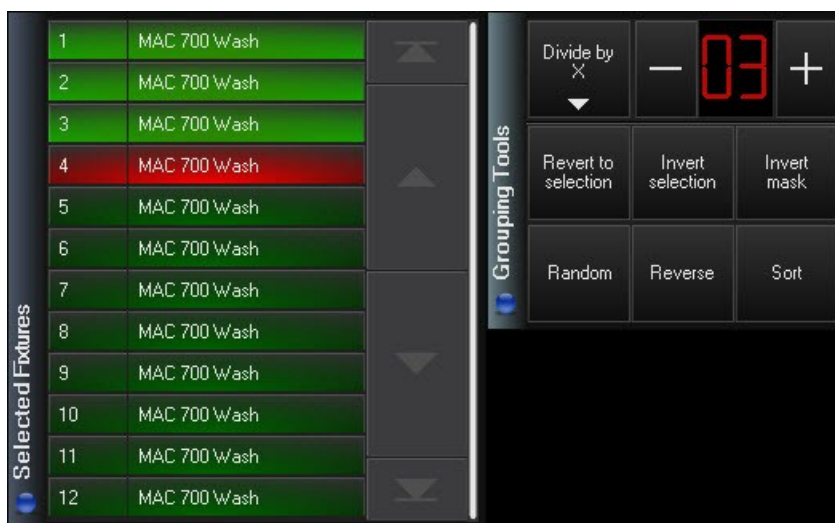 Selected Fixtures
1 MAC 700 Wash
2 MAC 700 Wash
3 MAC 700 Wash
4 MAC 700 Wash
5 MAC 700 Wash
6 MAC 700 Wash
7 MAC 700 Wash
8 MAC 700 Wash
9 MAC 700 Wash
10 MAC 700 Wash
11 MAC 700 Wash
12 MAC 700 Wash
Grouping Tools
Divide by
X
03
Revert to
selection
Invert
selection
Invert
mask
Random
Reverse
Sort